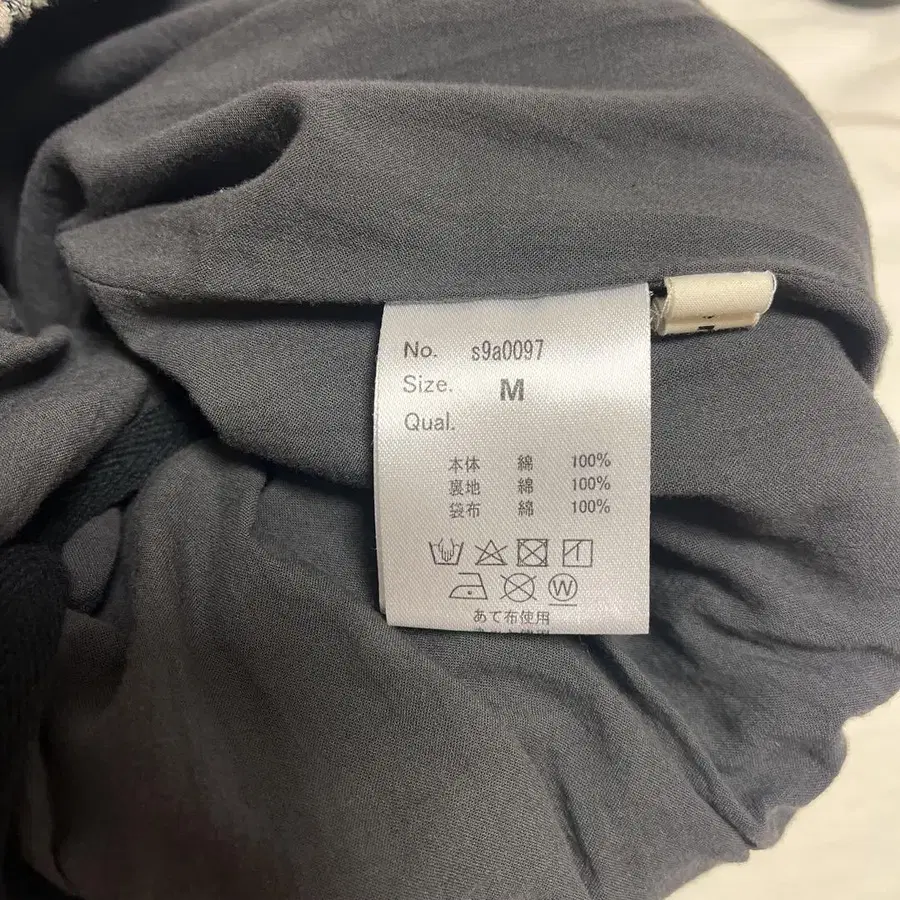 No. s9a0097
Size. M
Qual.
本体 綿 100%
裏地 綿 100%
袋布 綿 100%
W
あて布使用